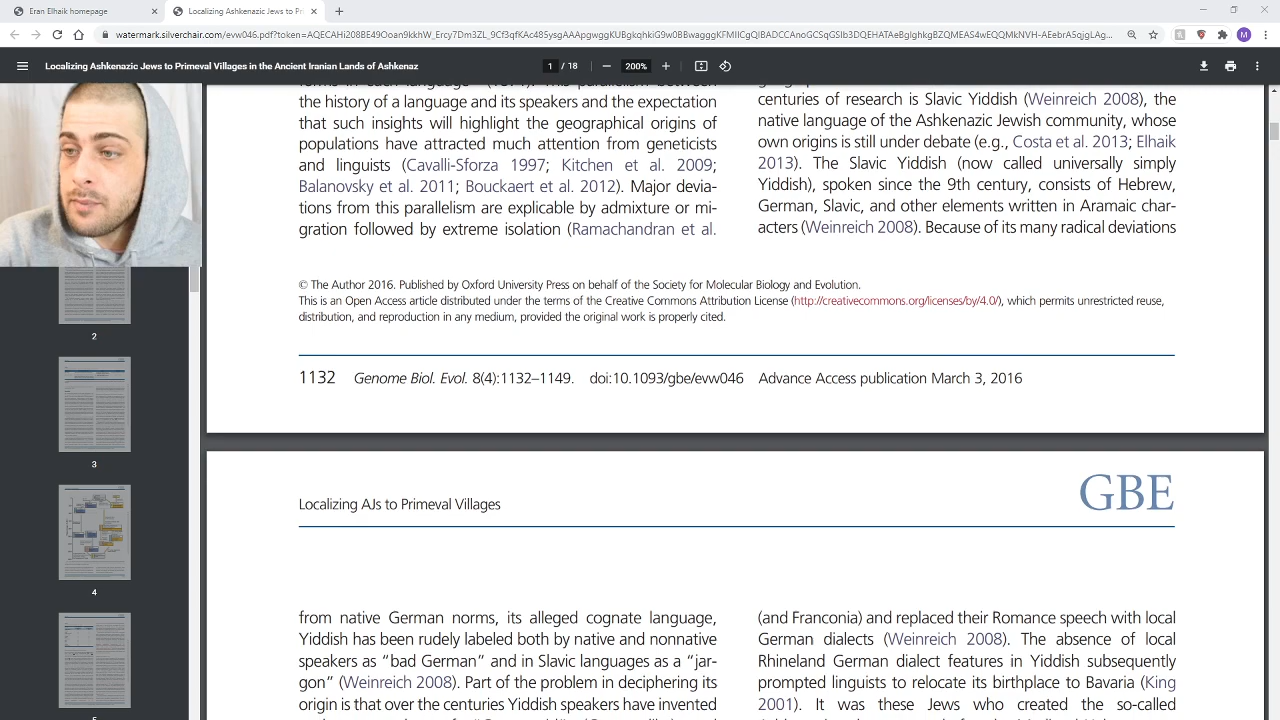 Eran Elhaik homepage
Localizing Ashkenazic Jews to Pri
watermark.silverchair.com/evw046.pdf?token=
Localizing Ashkenazic Jews to Primeval Villages in the Ancient Iranian Lands of Ashkenaz
1 / 18
200%
M
the history of a language and its speakers and the expectation
that such insights will highlight the geographical origins of
populations have attracted much attention from geneticists
and linguists (Cavalli-Sforza 1997; Kitchen et al. 2009;
Balanovsky et al. 2011; Bouckaert et al. 2012). Major devia-
tions from this parallelism are explicable by admixture or mi-
gration followed by extreme isolation (Ramachandran et al.
centuries of research is Slavic Yiddish (Weinreich 2008), the
native language of the Ashkenazic Jewish community, whose
own origins is still under debate (e.g., Costa et al. 2013; Elhaik
2013). The Slavic Yiddish (now called universally simply
Yiddish), spoken since the 9th century, consists of Hebrew,
German, Slavic, and other elements written in Aramaic char-
acters (Weinreich 2008). Because of its many radical deviations
© The Author 2016. Published by Oxford University Press on behalf of the Society for Molecular Biology and Evolution.
This is an Open Access article distributed under the terms of the Creative Commons Attribution License which permits unrestricted reuse,
distribution, and reproduction in any medium, provided the original work is properly cited.
1132 Genome Biol. Evol. doi:10.1093/gbe/evw046 Advance Access publication March 3, 2016
2
3
4
Localizing AJs to Primeval Villages
GBE
from native German norms, its alleged cognate language,
Yiddish has been rudely labeled both by native and nonnative
speakers as "bad German" and in Slavic languages as a "jar-
gon" (Weinreich 2008). Part of the problem in deciphering its
origin is that over the centuries Yiddish speakers have invented
(and Franconia) and replaced their Romance speech with local
German dialects (Weinreich 2008). The absence of local
German dialect features in Yiddish subsequently
linguists to relocate its birthplace to Bavaria (King
2001). It was these Jews who created the so-called